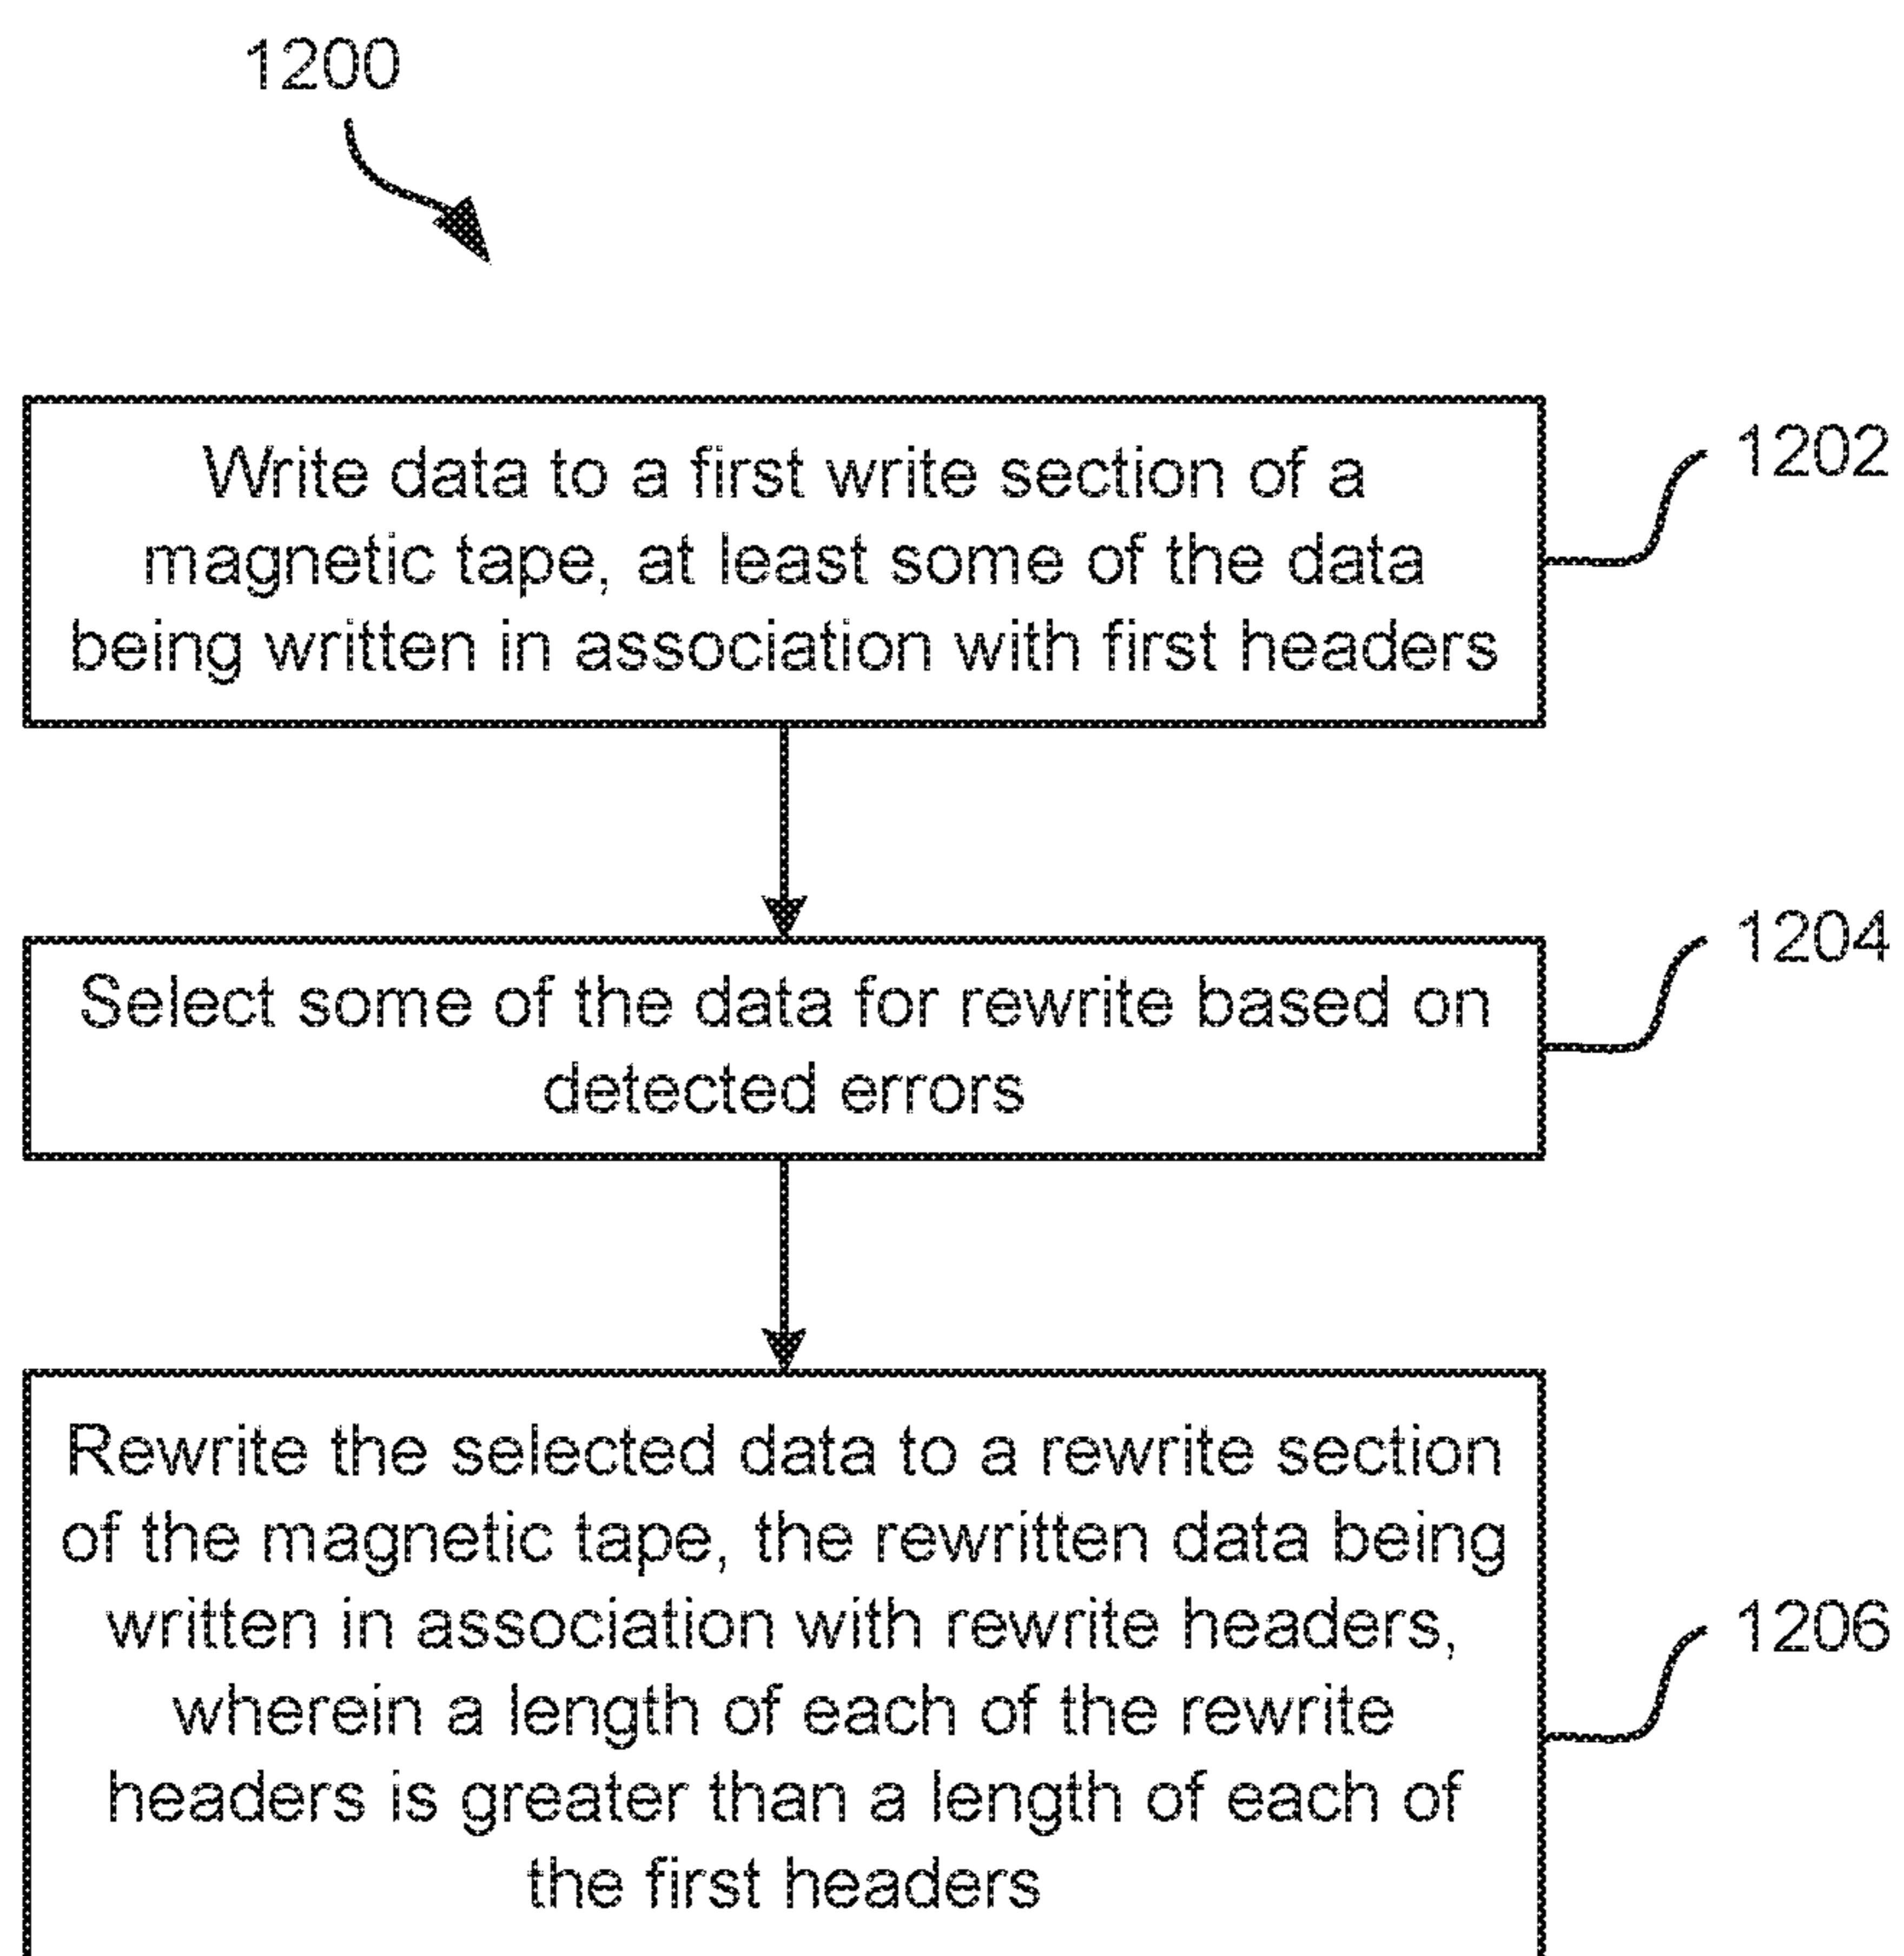 1200
Write data to a first write section of a
magnetic tape, at least some of the data
being written in association with first headers
1202
Select some of the data for rewrite based on
detected errors
1204
Rewrite the selected data to a rewrite section
of the magnetic tape, the rewritten data being
written in association with rewrite headers,
wherein a length of each of the rewrite
headers is greater than a length of each of
the first headers
1206